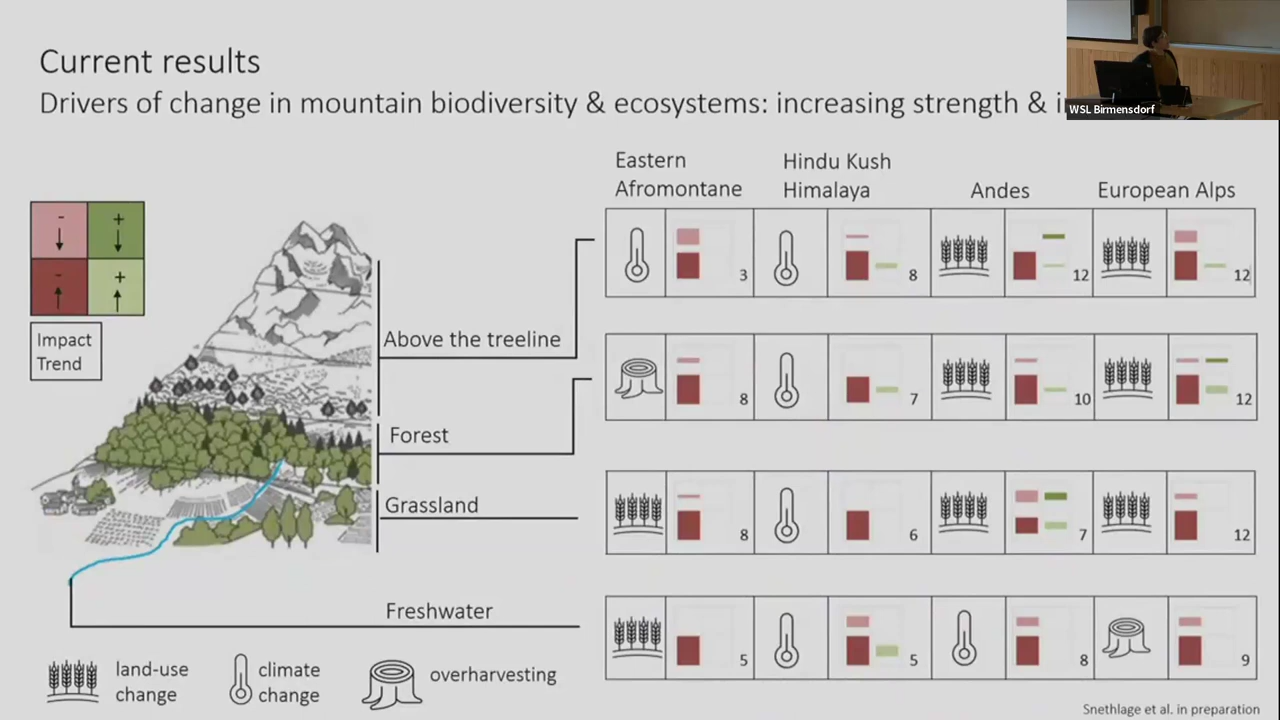 Current results
Drivers of change in mountain biodiversity & ecosystems: increasing strength &
WSL Birmensdorf
Eastern
Afromontane
Hindu Kush
Himalaya
Andes
European Alps
- +
- +
Impact
Trend
3 8 12 12
Above the treeline
8 7 10 12
Forest
Grassland
8 6 7 12
Freshwater
5 5 8 9
land-use
change
climate
change
overharvesting
Snethlage et al. in preparation